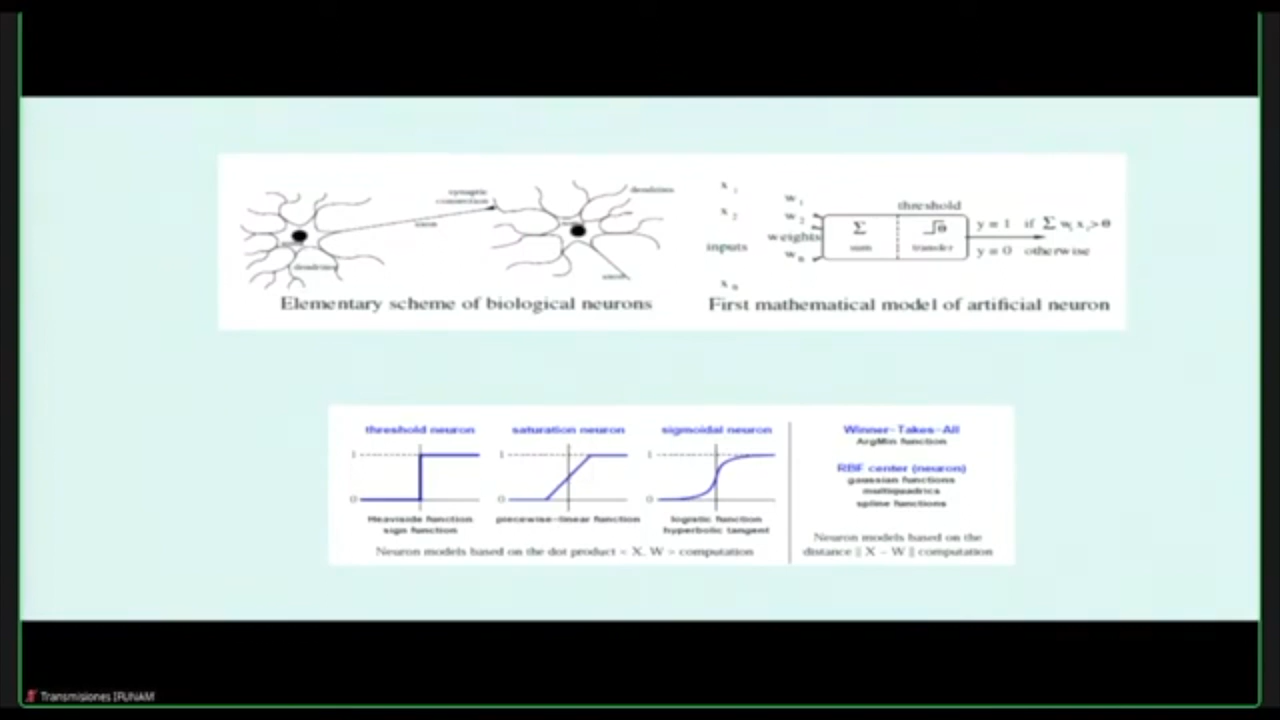 synaptic
connection
dendrites
axon
dendrites
axon
Elementary scheme of biological neurons
x 1
x 2
inputs
x n
w 1
w 2
weights
w n
threshold
Σ
sum
θ
transfer
y = 1 if Σ w i x i > θ
y = 0 otherwise
First mathematical model of artificial neuron
threshold neuron
1
0
Heaviside function
sign function
saturation neuron
1
0
piecewise-linear function
sigmoidal neuron
1
0
logistic function
hyperbolic tangent
Neuron models based on the dot product < X, W > computation
Winner-Takes-All
ArgMin function
RBF center (neuron)
gaussian functions
multiquadrics
spline functions
Neuron models based on the
distance || X - W || computation
Transmisiones IFUNAM